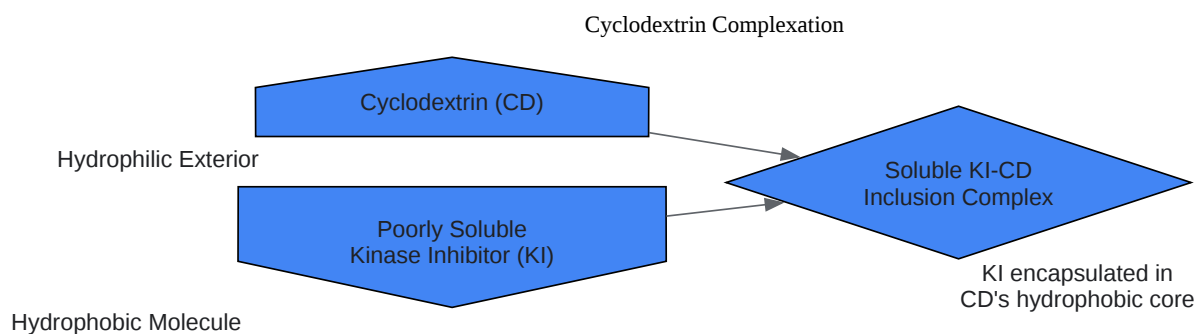 Cyclodextrin Complexation
Cyclodextrin (CD)
Hydrophilic Exterior
Poorly Soluble
Kinase Inhibitor (KI)
Hydrophobic Molecule
Soluble KI-CD
Inclusion Complex
KI encapsulated in
CD's hydrophobic core